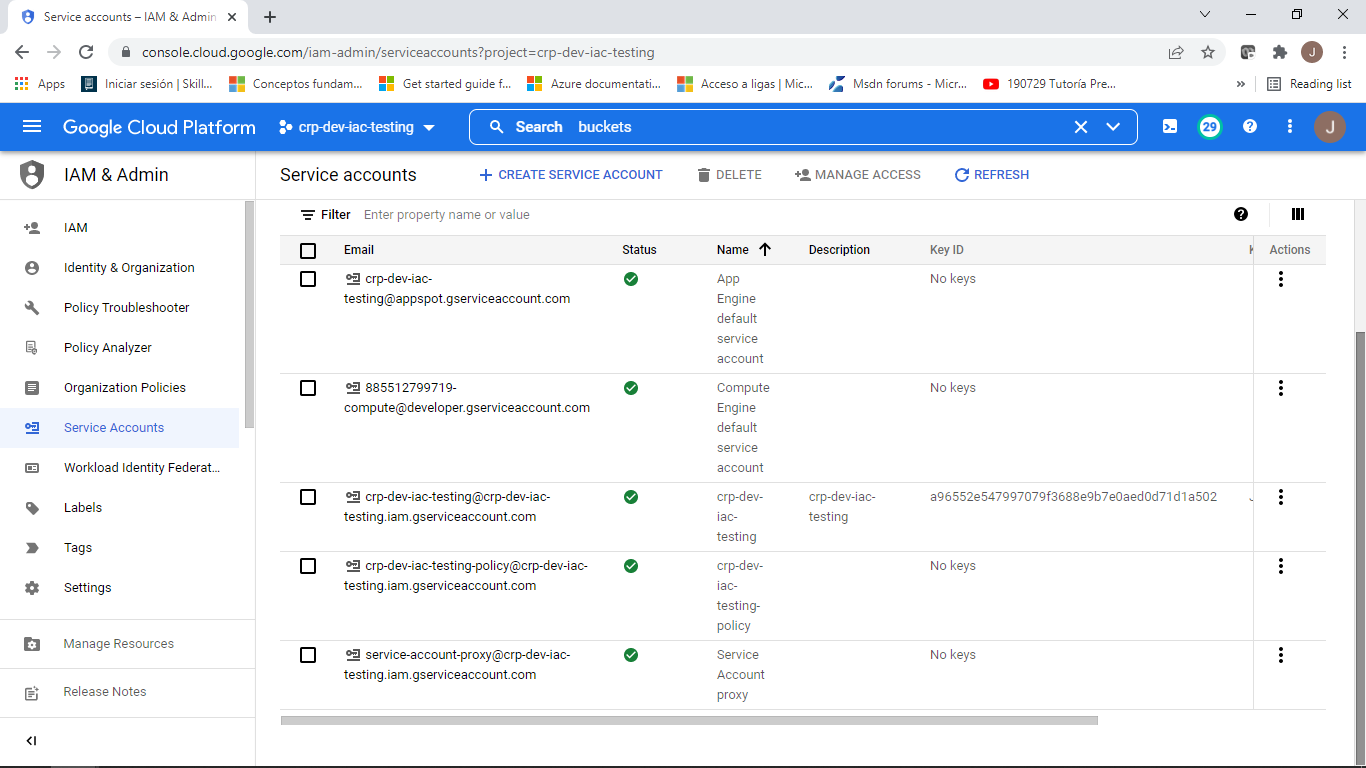 Service accounts – IAM & Admin
console.cloud.google.com/iam-admin/serviceaccounts?project=crp-dev-iac-testing
J
Apps
Iniciar sesión | Skill...
Conceptos fundam...
Get started guide f...
Azure documentati...
Acceso a ligas | Mic...
Msdn forums - Micr...
190729 Tutoría Pre...
»
Reading list
Google Cloud Platform
crp-dev-iac-testing
Search buckets
29
J
IAM & Admin
Service accounts
CREATE SERVICE ACCOUNT
DELETE
MANAGE ACCESS
REFRESH
IAM
Identity & Organization
Policy Troubleshooter
Policy Analyzer
Organization Policies
Service Accounts
Workload Identity Federat...
Labels
Tags
Settings
Manage Resources
Release Notes
Filter Enter property name or value
Email Status Name Description Key ID K Actions
crp-dev-iac-
testing@appspot.gserviceaccount.com
App
Engine
default
service
account
No keys
885512799719-
compute@developer.gserviceaccount.com
Compute
Engine
default
service
account
No keys
crp-dev-iac-testing@crp-dev-iac-
testing.iam.gserviceaccount.com
crp-dev-
iac-
testing
crp-dev-iac-
testing
a96552e547997079f3688e9b7e0aed0d71d1a502
crp-dev-iac-testing-policy@crp-dev-iac-
testing.iam.gserviceaccount.com
crp-dev-
iac-
testing-
policy
No keys
service-account-proxy@crp-dev-iac-
testing.iam.gserviceaccount.com
Service
Account
proxy
No keys